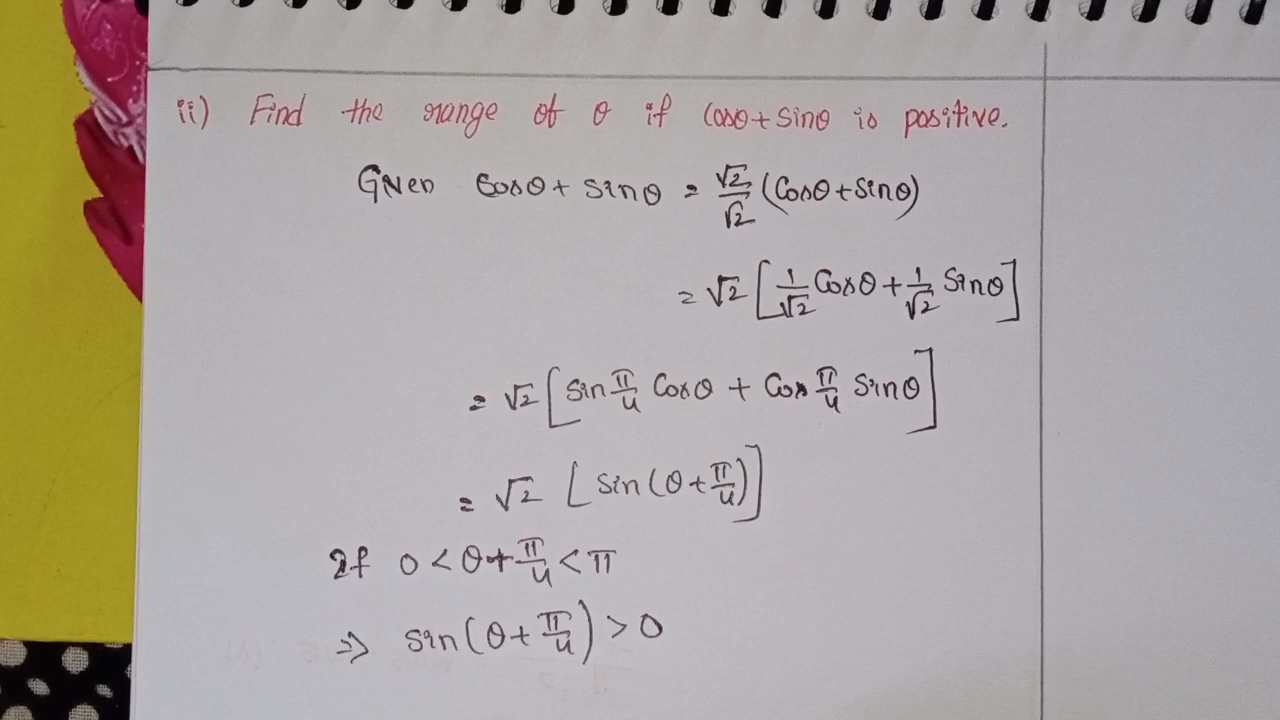 ii) Find the range of θ if Cosθ + Sinθ is positive.
Given Cosθ + sinθ = √2/√2 (Cosθ + Sinθ)
= √2 [1/√2 Cosθ + 1/√2 Sinθ]
= √2 [Sin π/4 Cosθ + Cos π/4 Sinθ]
= √2 [Sin(θ + π/4)]
If 0 < θ + π/4 < π
⇒ Sin(θ + π/4) > 0